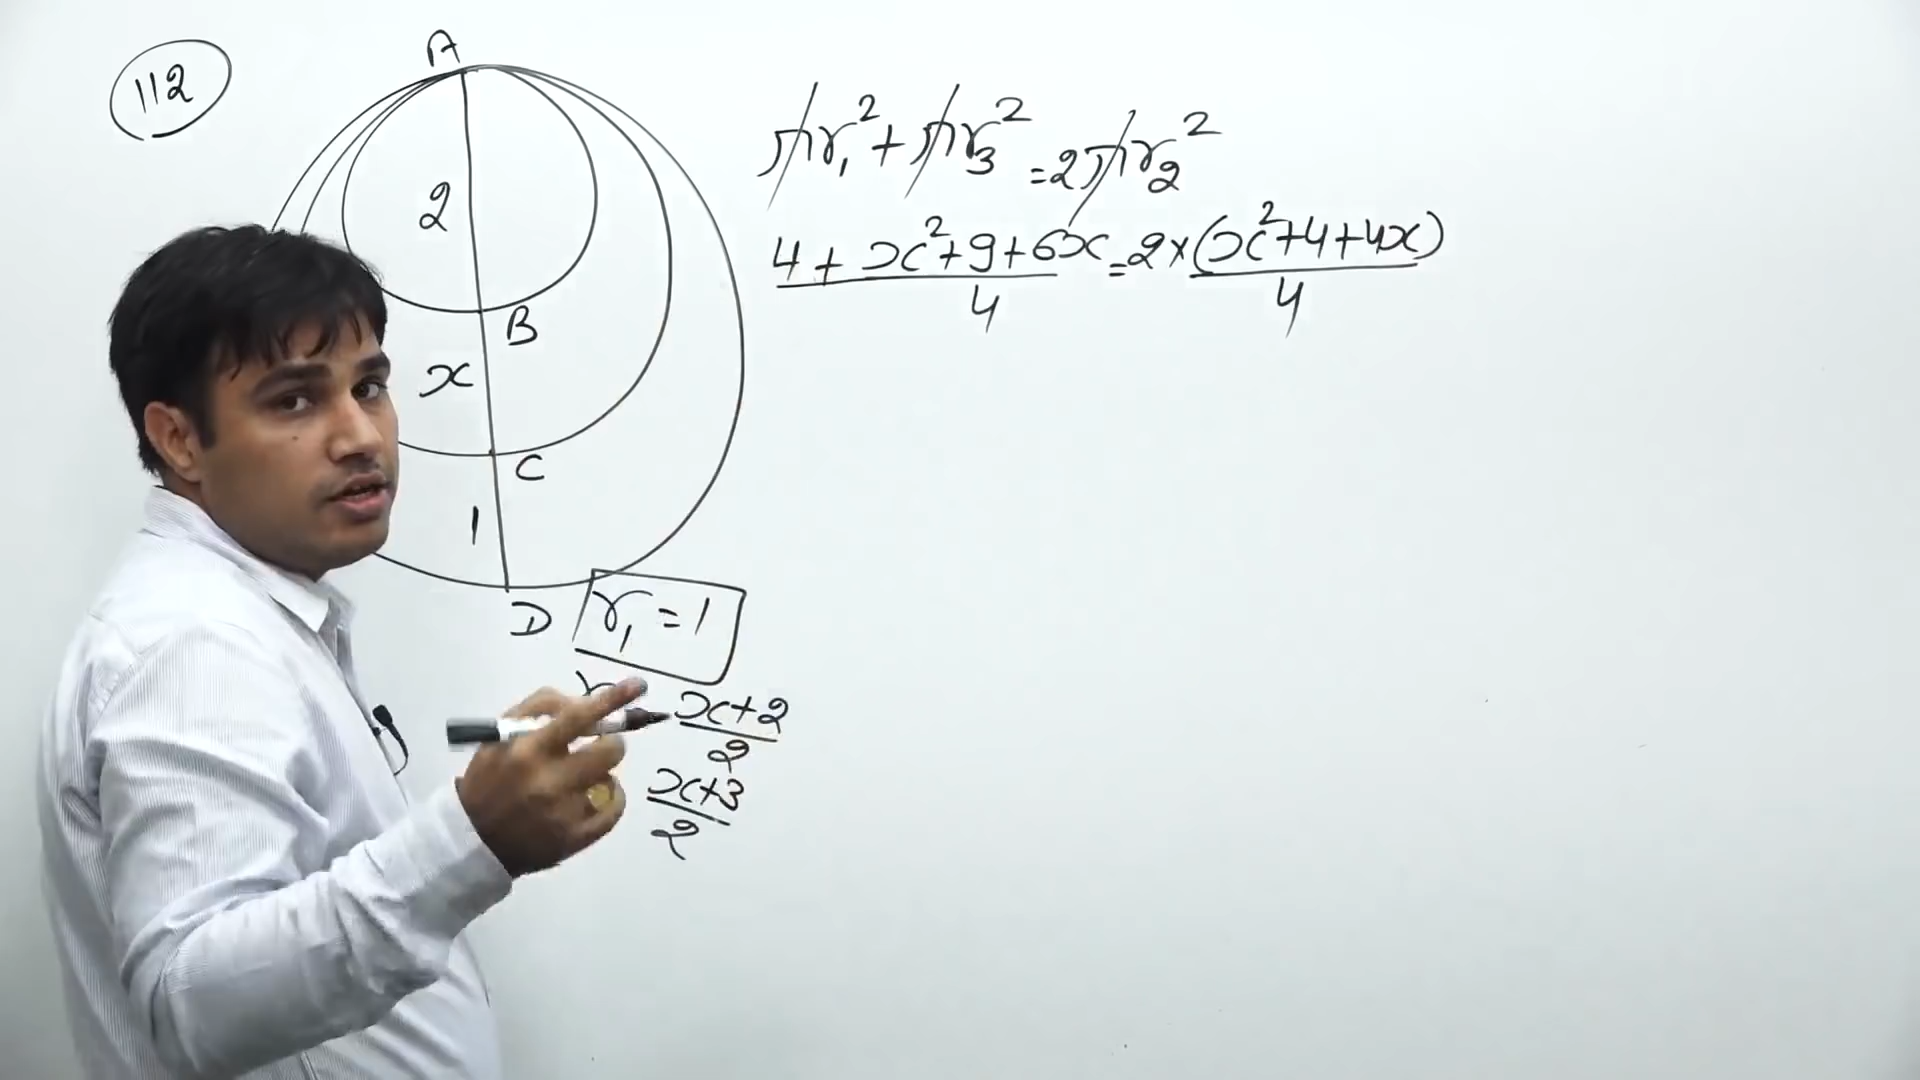 112
A
2
B
x
C
1
D
πr₁² + πr₃² = 2πr₂²
4 + x² + 9 + 6x / 4 = 2 × (x² + 4 + 4x) / 4
r₁ = 1
x+2 / 2
x+3 / 2